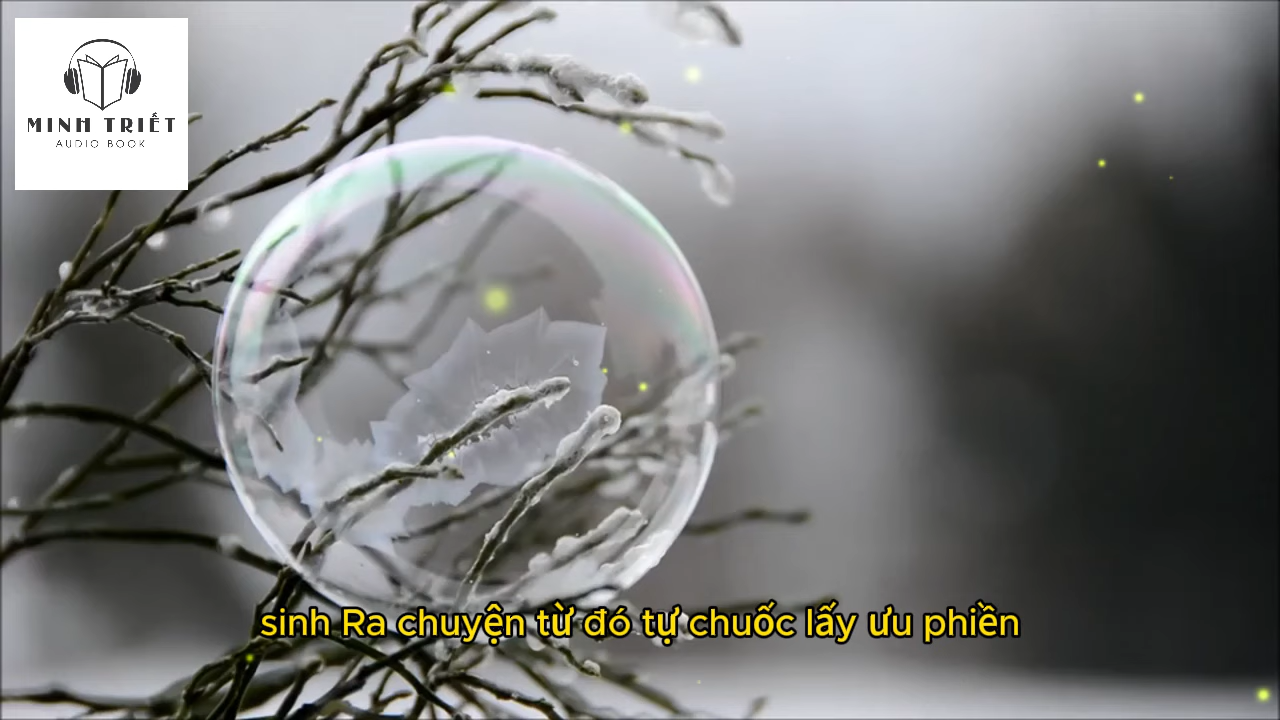 MINH TRIẾT
AUDIO BOOK
sinh Ra chuyện từ đó tự chuốc lấy ưu phiền